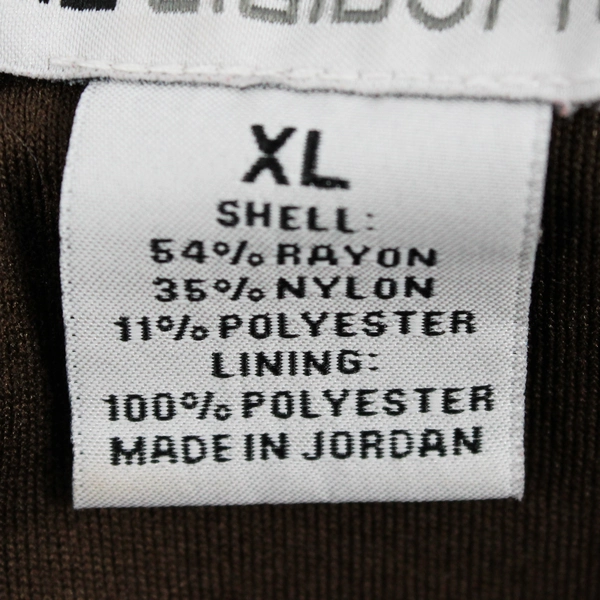 XL
SHELL:
54% RAYON
35% NYLON
11% POLYESTER
LINING:
100% POLYESTER
MADE IN JORDAN